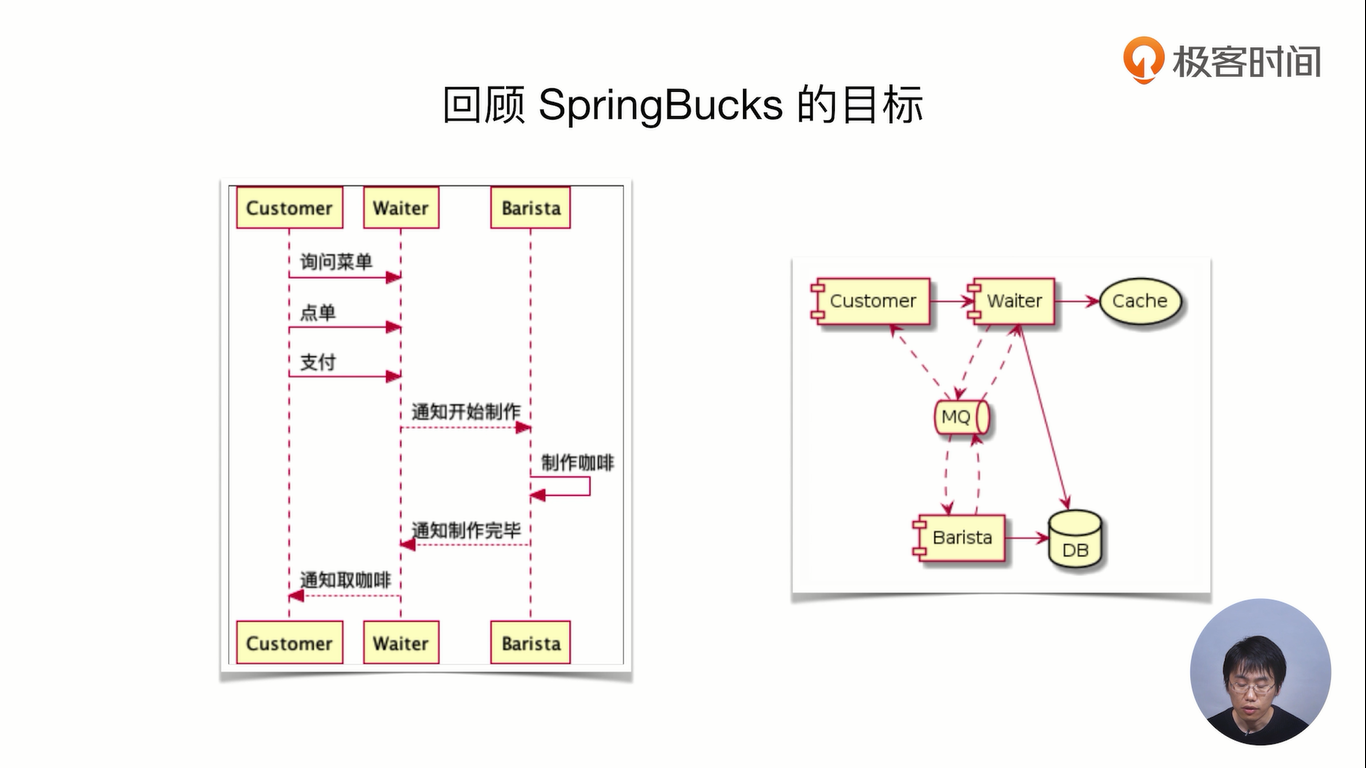 极客时间
回顾 SpringBucks 的目标
Customer Waiter Barista
询问菜单
点单
支付
通知开始制作
制作咖啡
通知制作完毕
通知取咖啡
Customer Waiter Barista
Customer Waiter Cache
MQ
Barista
DB